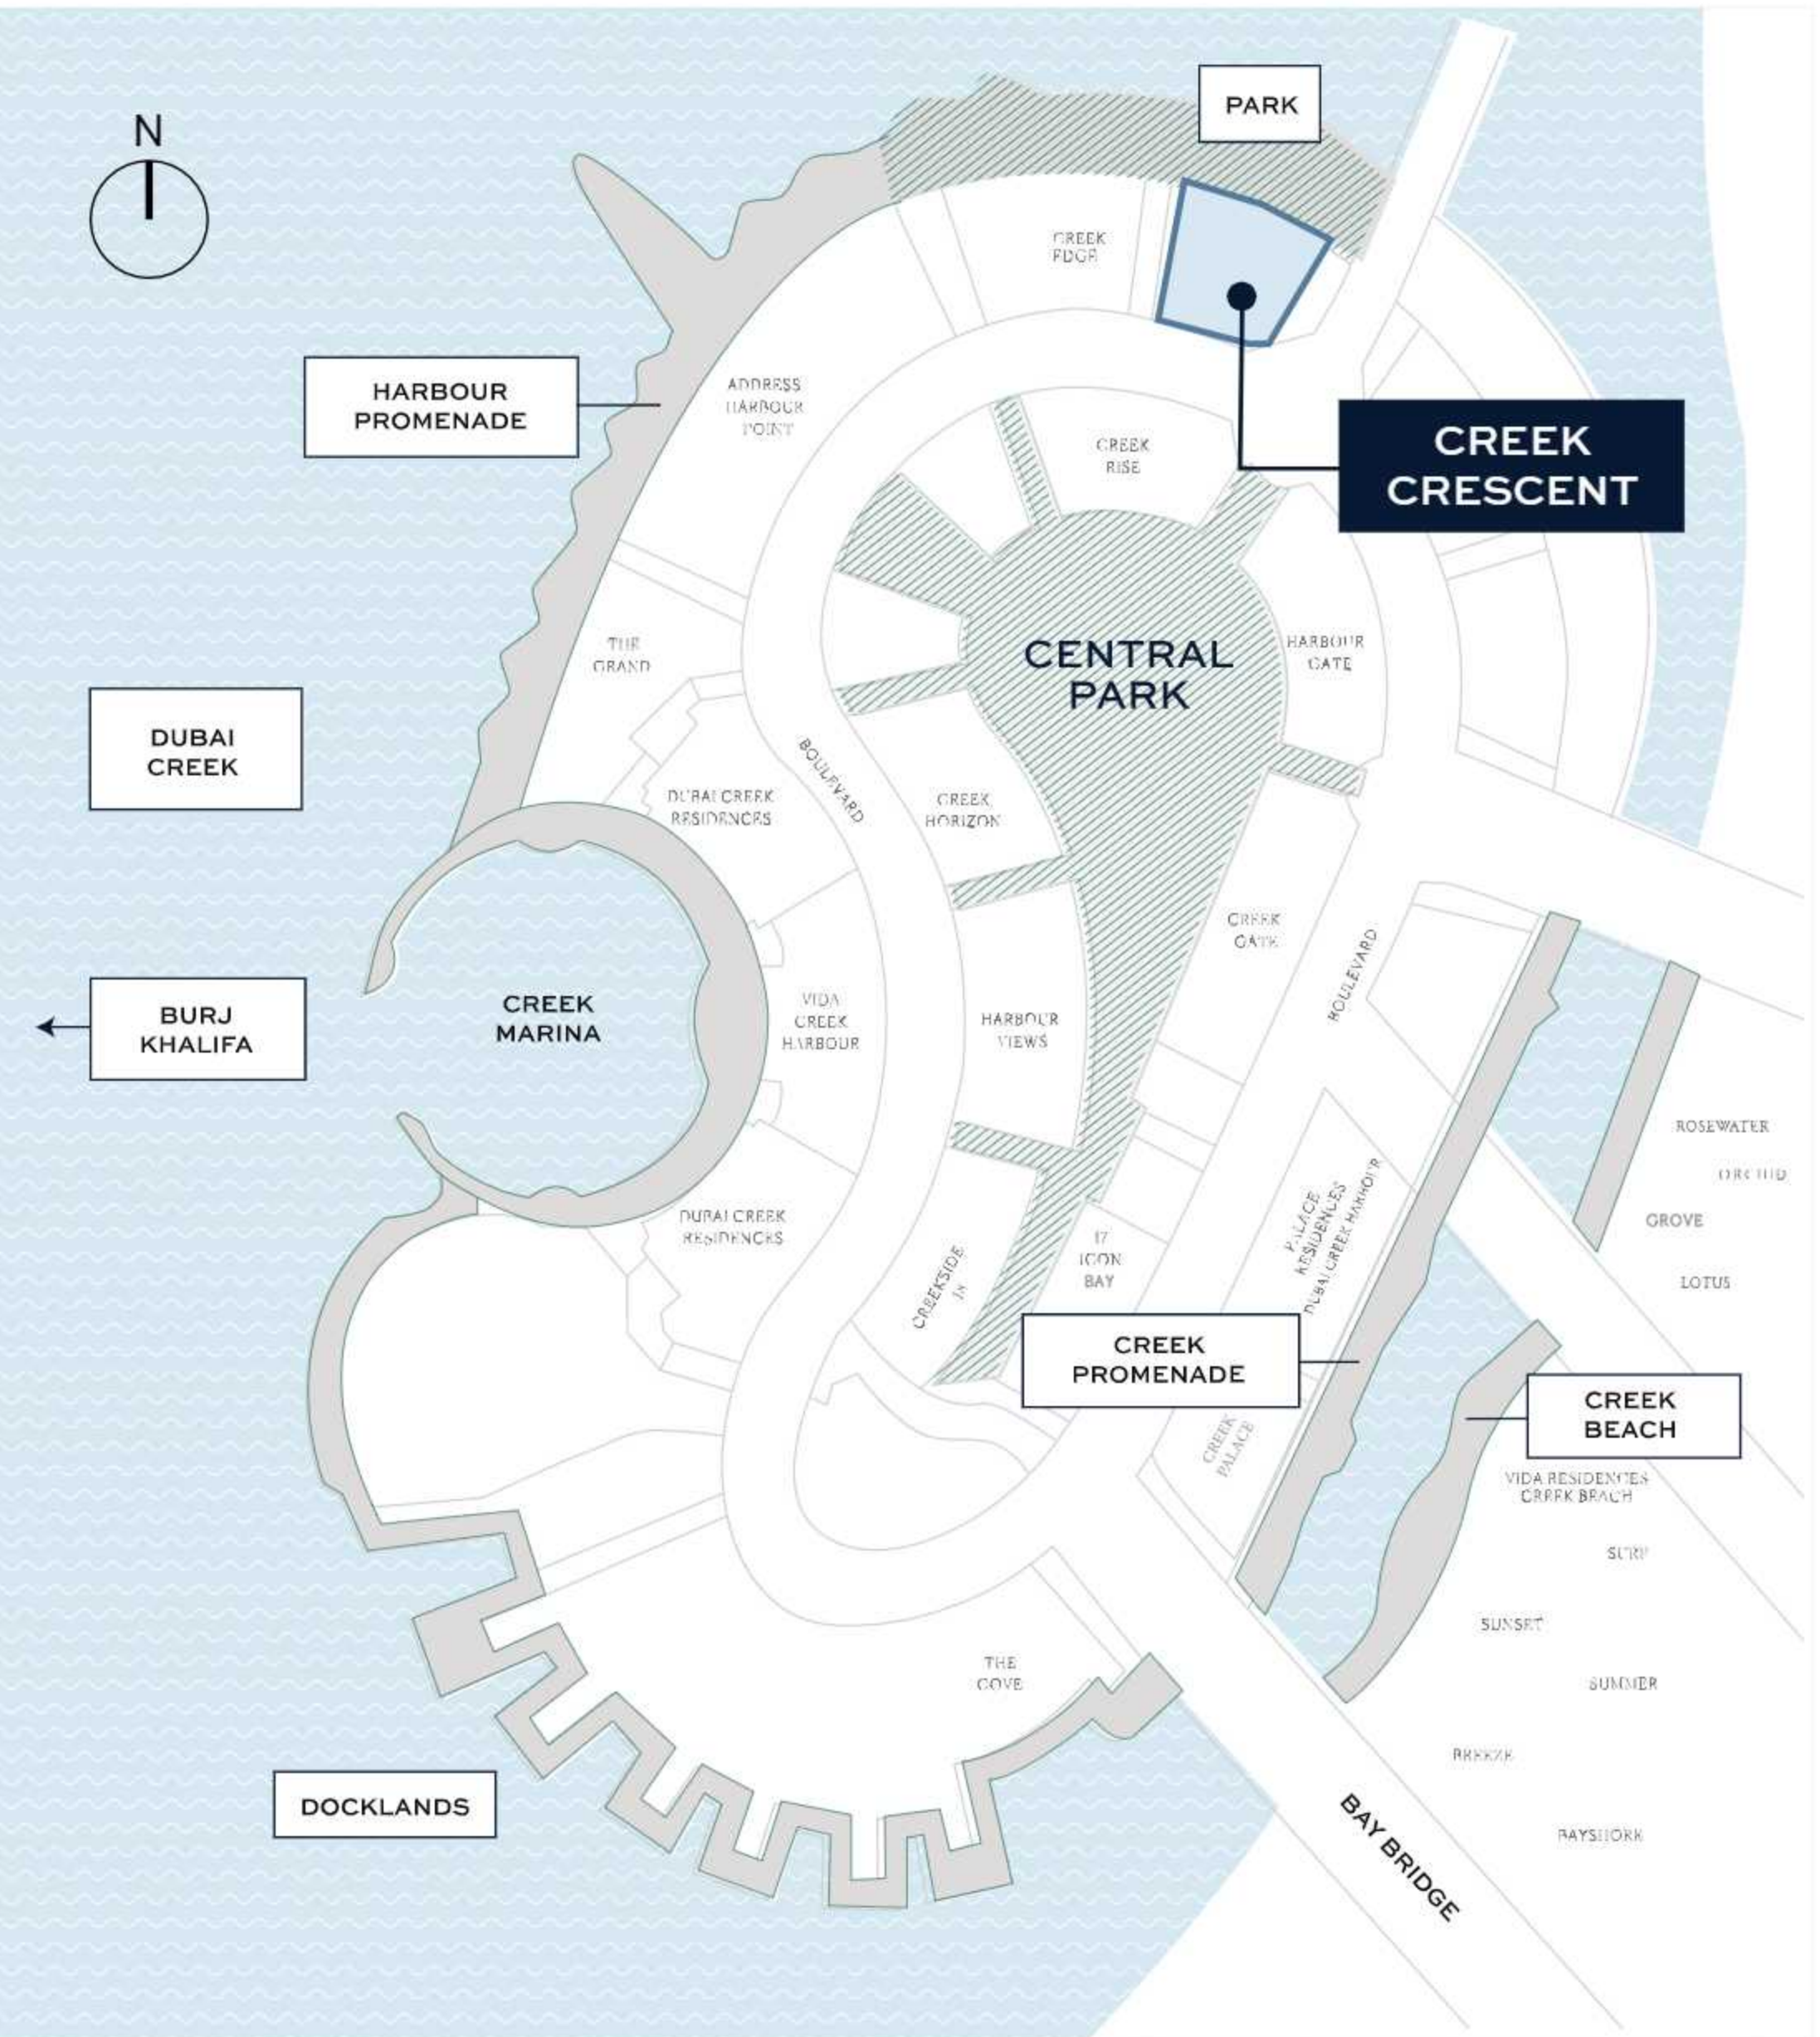 PARK
N
CREEK
EDGE
HARBOUR
PROMENADE
ADDRESS
HARBOUR
POINT
CREEK
RISE
CREEK
CRESCENT
THE
GRAND
CENTRAL
PARK
HARBOUR
GATE
DUBAI
CREEK
BOULEVARD
DUBAI CREEK
RESIDENCES
CREEK
HORIZON
CREEK
GATE
BOULEVARD
BURJ
KHALIFA
CREEK
MARINA
VIDA
CREEK
HARBOUR
HARBOUR
VIEWS
ROSEWATER
ORCHID
GROVE
LOTUS
DUBAI CREEK
RESIDENCES
CREEKSIDE
18
17
ICON
BAY
PALACE
RESIDENCES
DUBAI CREEK HARBOUR
CREEK
PROMENADE
CREEK
BEACH
CREEK
PALACE
VIDA RESIDENCES
CREEK BEACH
SURF
SUNSET
SUMMER
THE
COVE
BREEZE
DOCKLANDS
BAY BRIDGE
BAYSHORE